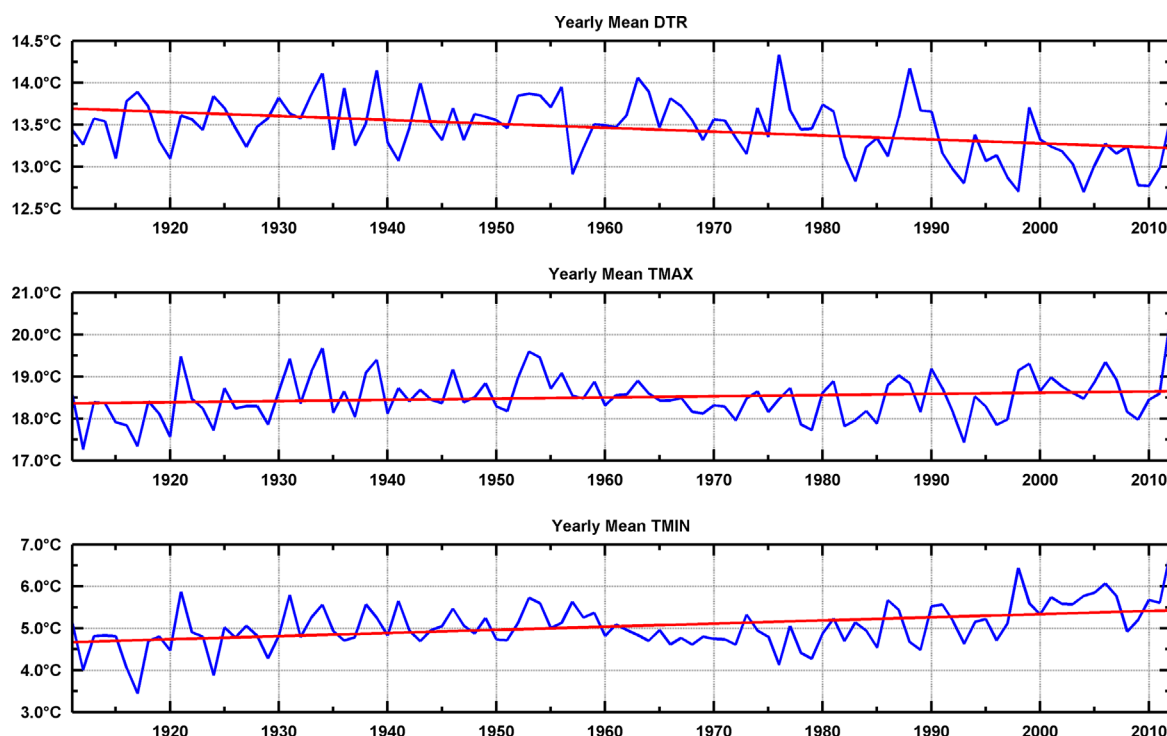 Yearly Mean DTR
14.5°C
14.0°C
13.5°C
13.0°C
12.5°C
1920 1930 1940 1950 1960 1970 1980 1990 2000 2010
Yearly Mean TMAX
21.0°C
20.0°C
19.0°C
18.0°C
17.0°C
1920 1930 1940 1950 1960 1970 1980 1990 2000 2010
Yearly Mean TMIN
7.0°C
6.0°C
5.0°C
4.0°C
3.0°C
1920 1930 1940 1950 1960 1970 1980 1990 2000 2010